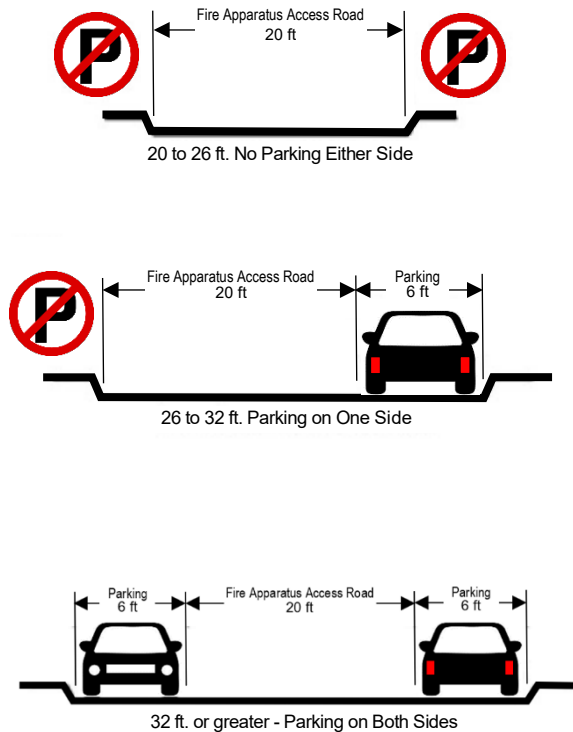 Fire Apparatus Access Road
20 ft
P
P
20 to 26 ft. No Parking Either Side
Fire Apparatus Access Road
20 ft
Parking
6 ft
P
26 to 32 ft. Parking on One Side
Parking
6 ft
Fire Apparatus Access Road
20 ft
Parking
6 ft
32 ft. or greater - Parking on Both Sides